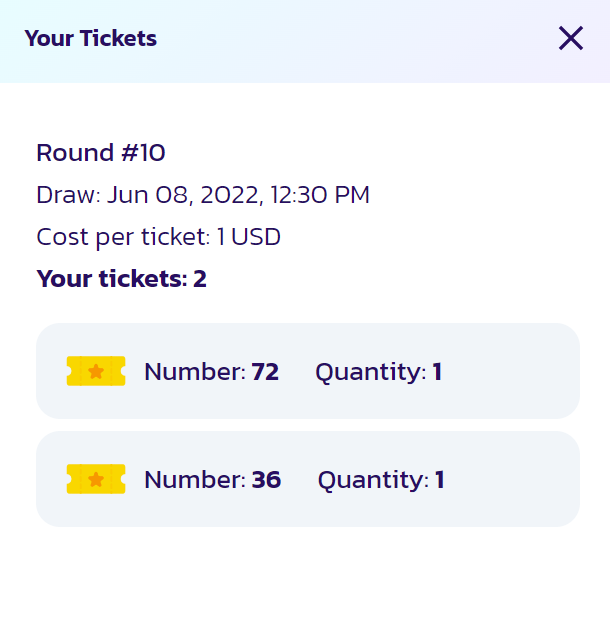 Your Tickets
Round #10
Draw: Jun 08, 2022, 12:30 PM
Cost per ticket: 1 USD
Your tickets: 2
Number: 72 Quantity: 1
Number: 36 Quantity: 1